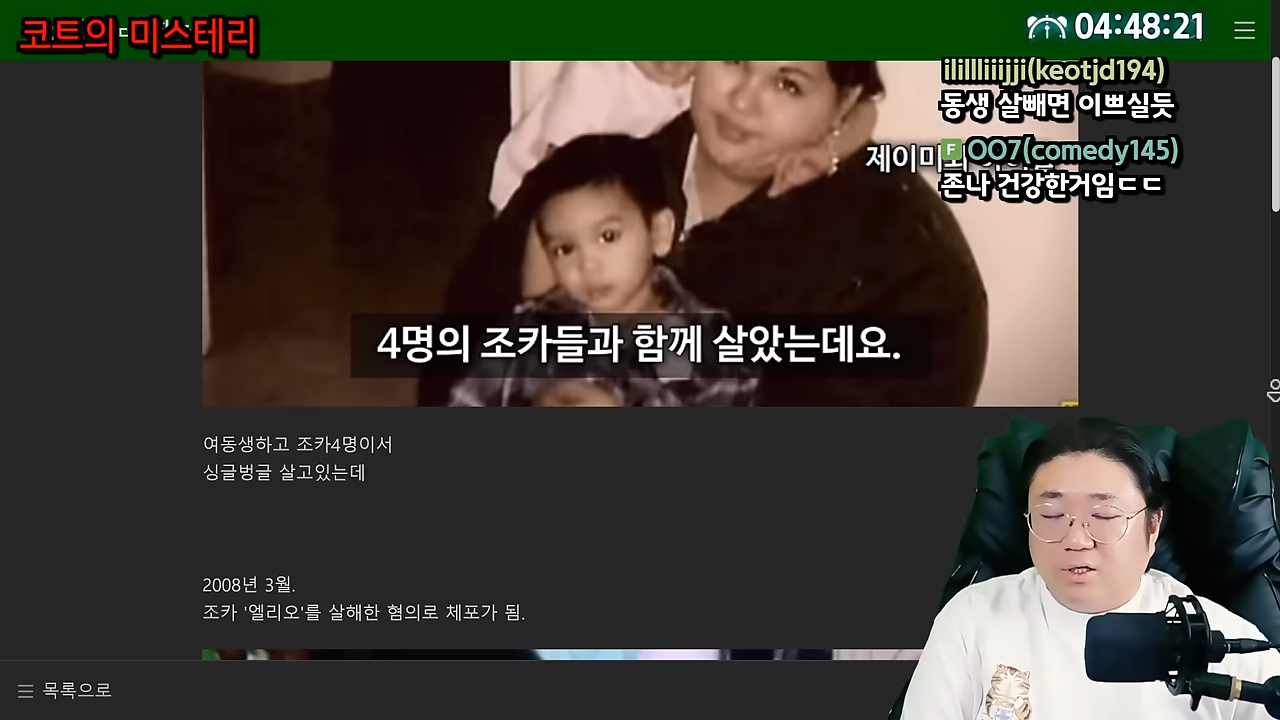 코트의 미스테리
04:48:21
ilillliiijji(keotjd194)
동생 살빼면 이쁘실듯
F OO7(comedy145)
존나 건강한거임ㄷㄷ
제이미
4명의 조카들과 함께 살았는데요.
여동생하고 조카4명이서
싱글벙글 살고있는데
2008년 3월.
조카 '엘리오'를 살해한 혐의로 체포가 됨.
목록으로